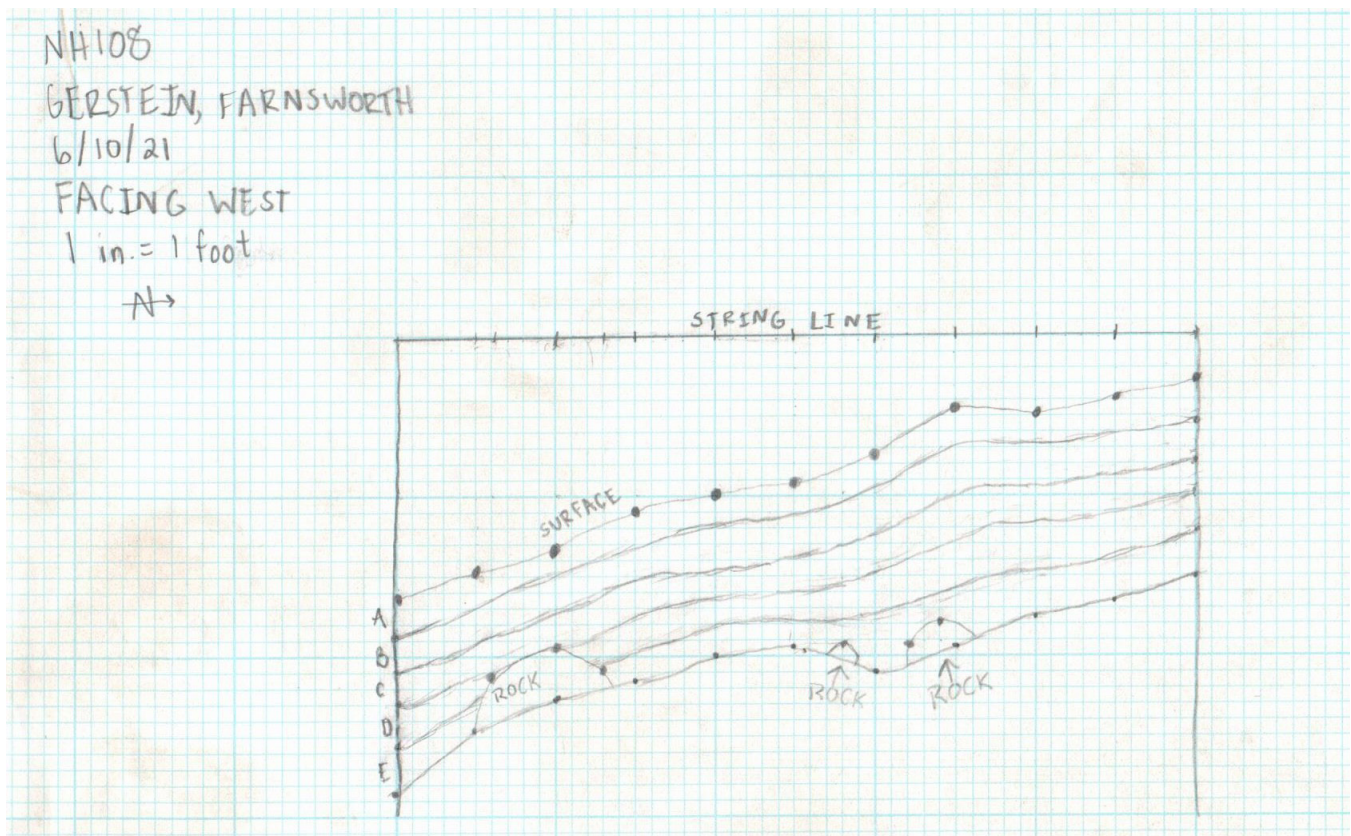 NH108
GERSTEIN, FARNSWORTH
6/10/21
FACING WEST
1 in. = 1 foot
N
STRING LINE
SURFACE
A
B
C
D
E
ROCK
ROCK
ROCK